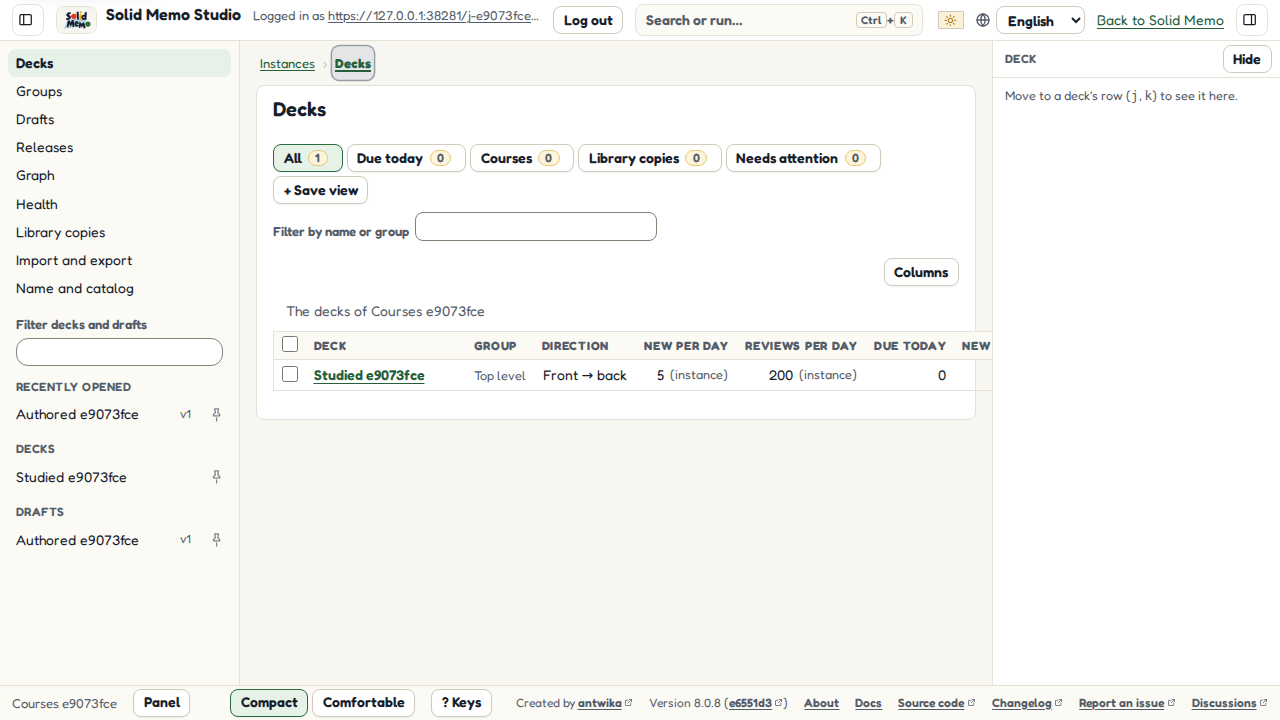 Solid Memo
Solid Memo Studio
Logged in as https://127.0.0.1:38281/j-e9073fce…
Log out
Search or run...
Ctrl+K
English
Back to Solid Memo
Decks
Groups
Drafts
Releases
Graph
Health
Library copies
Import and export
Name and catalog
Filter decks and drafts
RECENTLY OPENED
Authored e9073fce v1
DECKS
Studied e9073fce
DRAFTS
Authored e9073fce v1
Instances › Decks
Decks
All 1
Due today 0
Courses 0
Library copies 0
Needs attention 0
+ Save view
Filter by name or group
Columns
The decks of Courses e9073fce
DECK GROUP DIRECTION NEW PER DAY REVIEWS PER DAY DUE TODAY NEW
Studied e9073fce Top level Front → back 5 (instance) 200 (instance) 0
DECK
Hide
Move to a deck's row (j, k) to see it here.
Courses e9073fce
Panel
Compact
Comfortable
? Keys
Created by antwika
Version 8.0.8 (e6551d3)
About
Docs
Source code
Changelog
Report an issue
Discussions